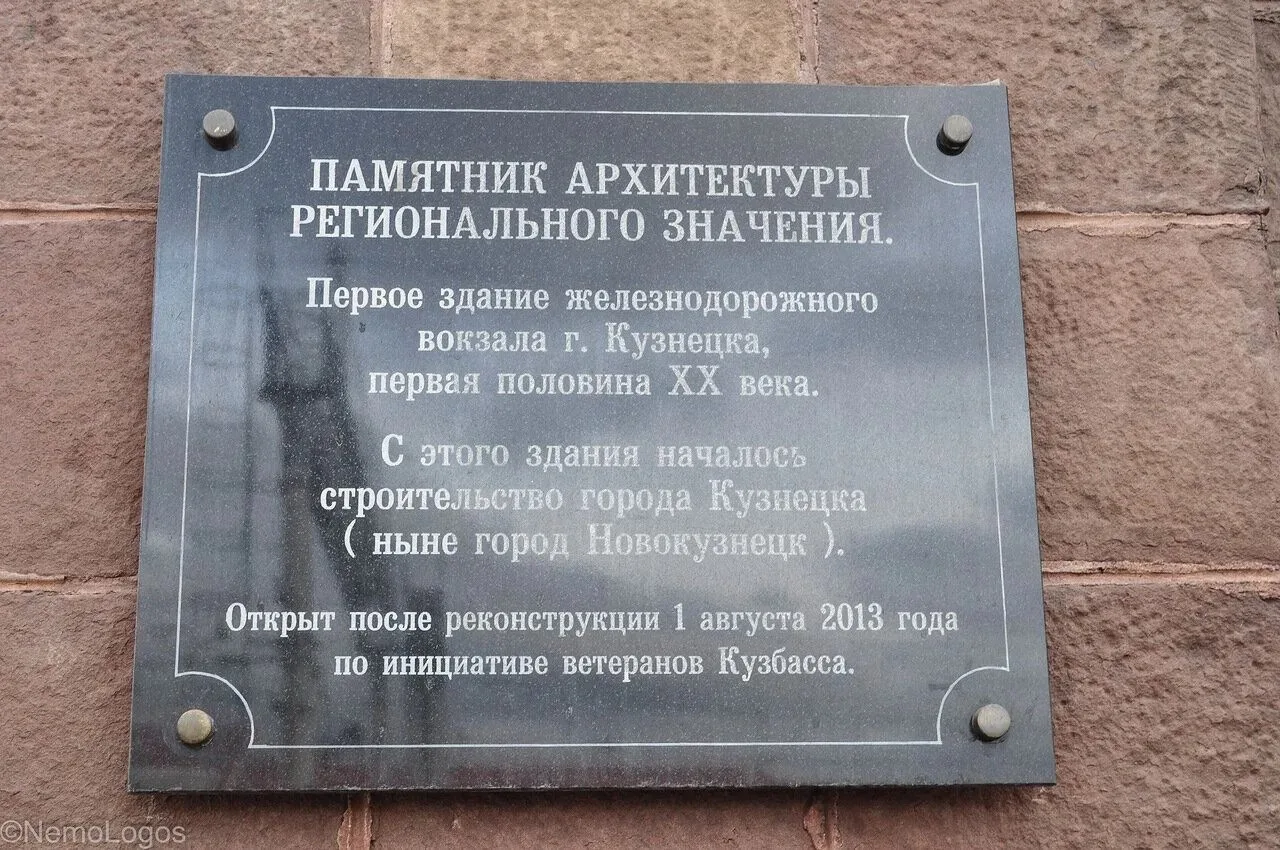 ПАМЯТНИК АРХИТЕКТУРЫ
РЕГИОНАЛЬНОГО ЗНАЧЕНИЯ.
Первое здание железнодорожного
вокзала г. Кузнецка,
первая половина XX века.
С этого здания началось
строительство города Кузнецка
( ныне город Новокузнецк ).
Открыт после реконструкции 1 августа 2013 года
по инициативе ветеранов Кузбасса.
©NemoLogos